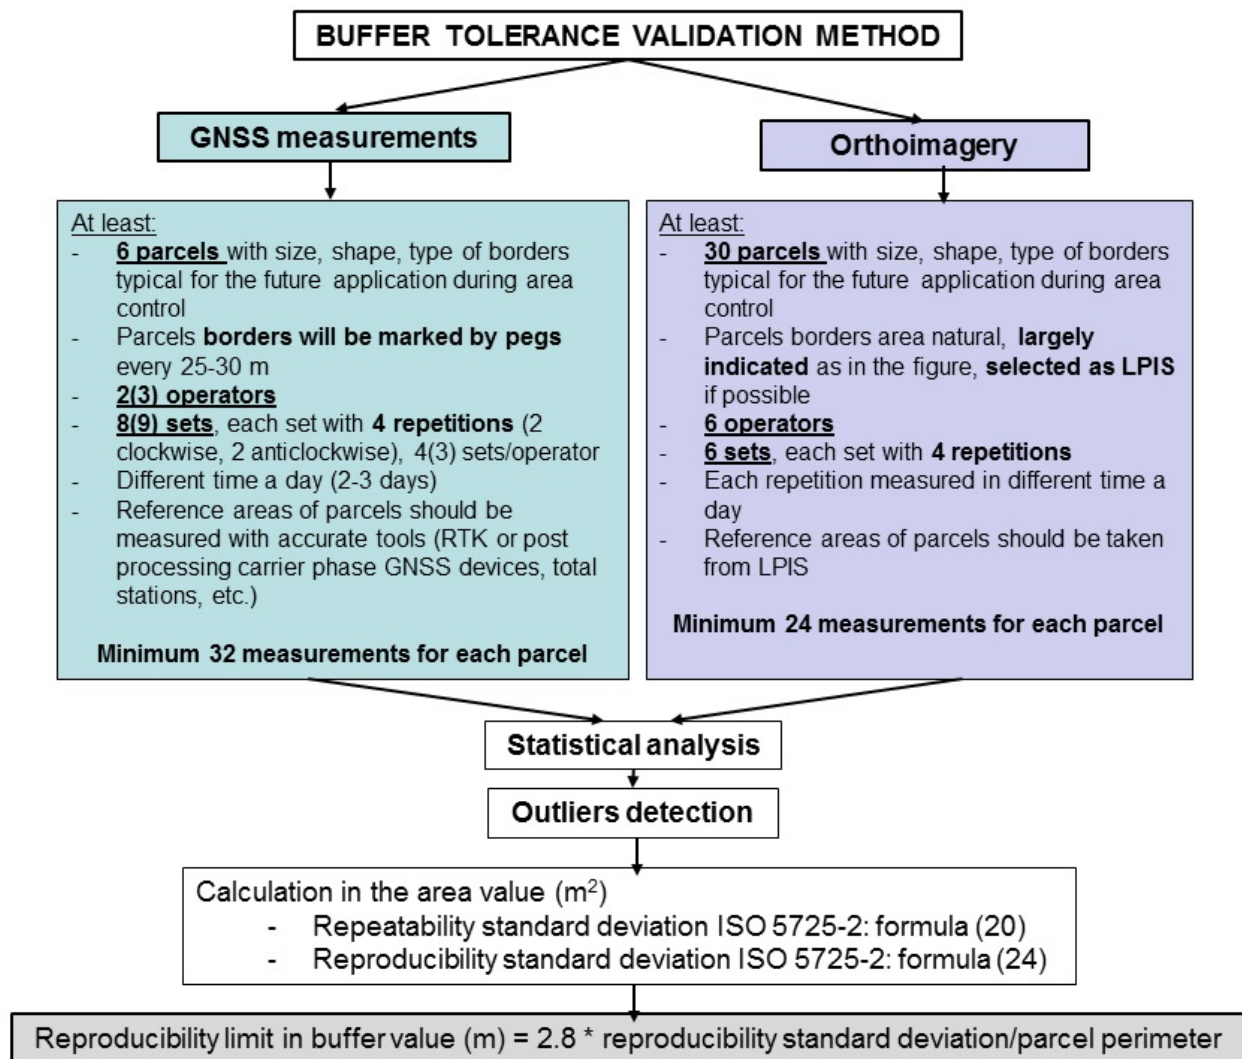 BUFFER TOLERANCE VALIDATION METHOD
GNSS measurements
At least:
- 6 parcels with size, shape, type of borders
typical for the future application during area
control
- Parcels borders will be marked by pegs
every 25-30 m
- 2(3) operators
- 8(9) sets, each set with 4 repetitions (2
clockwise, 2 anticlockwise), 4(3) sets/operator
- Different time a day (2-3 days)
- Reference areas of parcels should be
measured with accurate tools (RTK or post
processing carrier phase GNSS devices, total
stations, etc.)
Minimum 32 measurements for each parcel
Orthoimagery
At least:
- 30 parcels with size, shape, type of borders
typical for the future application during area
control
- Parcels borders area natural, largely
indicated as in the figure, selected as LPIS
if possible
- 6 operators
- 6 sets, each set with 4 repetitions
- Each repetition measured in different time a
day
- Reference areas of parcels should be taken
from LPIS
Minimum 24 measurements for each parcel
Statistical analysis
Outliers detection
Calculation in the area value (m²)
- Repeatability standard deviation ISO 5725-2: formula (20)
- Reproducibility standard deviation ISO 5725-2: formula (24)
Reproducibility limit in buffer value (m) = 2.8 * reproducibility standard deviation/parcel perimeter